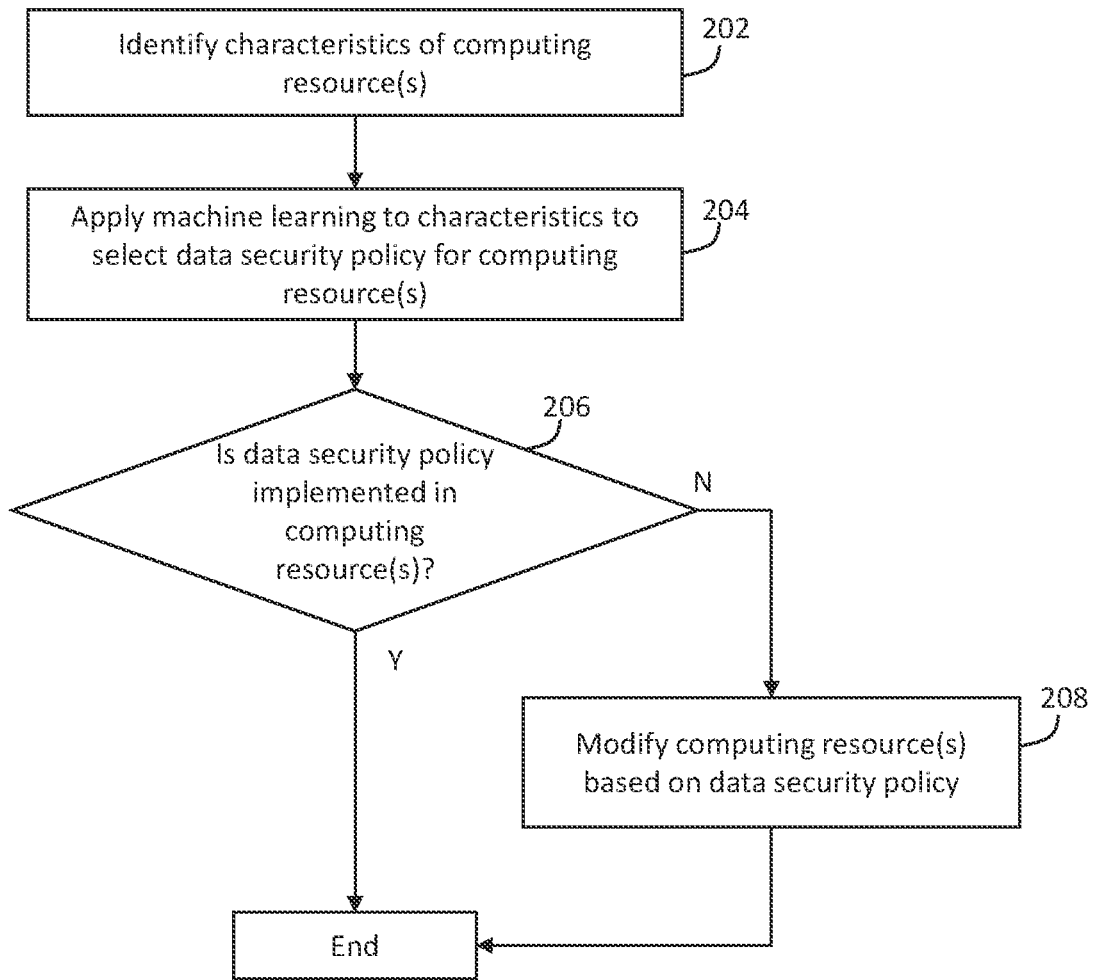 Identify characteristics of computing
resource(s)
202
Apply machine learning to characteristics to
select data security policy for computing
resource(s)
204
206
Is data security policy
implemented in
computing
resource(s)?
N
Y
208
Modify computing resource(s)
based on data security policy
End